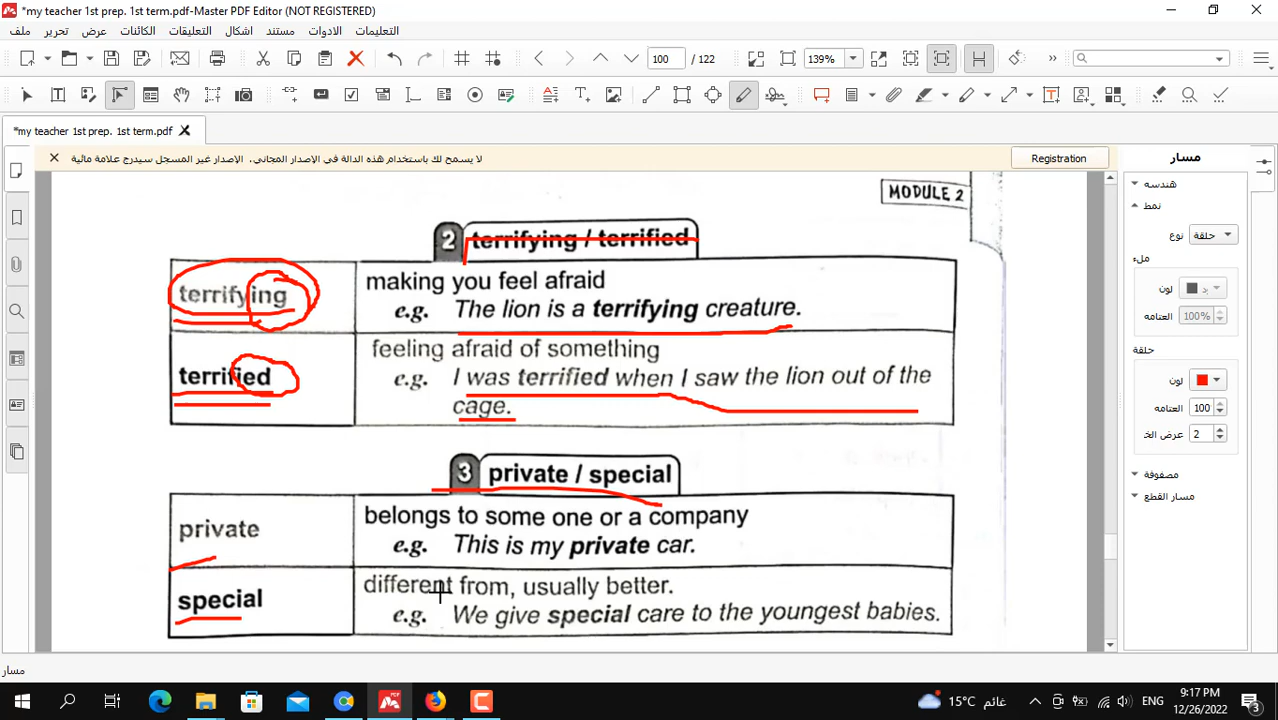 *my teacher 1st prep. 1st term.pdf-Master PDF Editor (NOT REGISTERED)
ملف تحرير عرض الكائنات التعليقات اشكال مستند الادوات التعليمات
100 / 122 139%
*my teacher 1st prep. 1st term.pdf
لا يسمح لك باستخدام هذه الدالة في الإصدار المجاني. الإصدار غير المسجل سيدرج علامة مائية
Registration
مسار
هندسه
نمط
نوع حلقة
ملء
لون
العتامه 100%
حلقة
لون
العتامه 100
عرض الخ 2
مصفوفة
مسار القطع
MODULE 2
2 terrifying / terrified
terrifying
making you feel afraid
e.g. The lion is a terrifying creature.
terrified
feeling afraid of something
e.g. I was terrified when I saw the lion out of the
cage.
3 private / special
private
belongs to some one or a company
e.g. This is my private car.
special
different from, usually better.
e.g. We give special care to the youngest babies.
مسار
15°C غائم
ENG
9:17 PM
12/26/2022
3